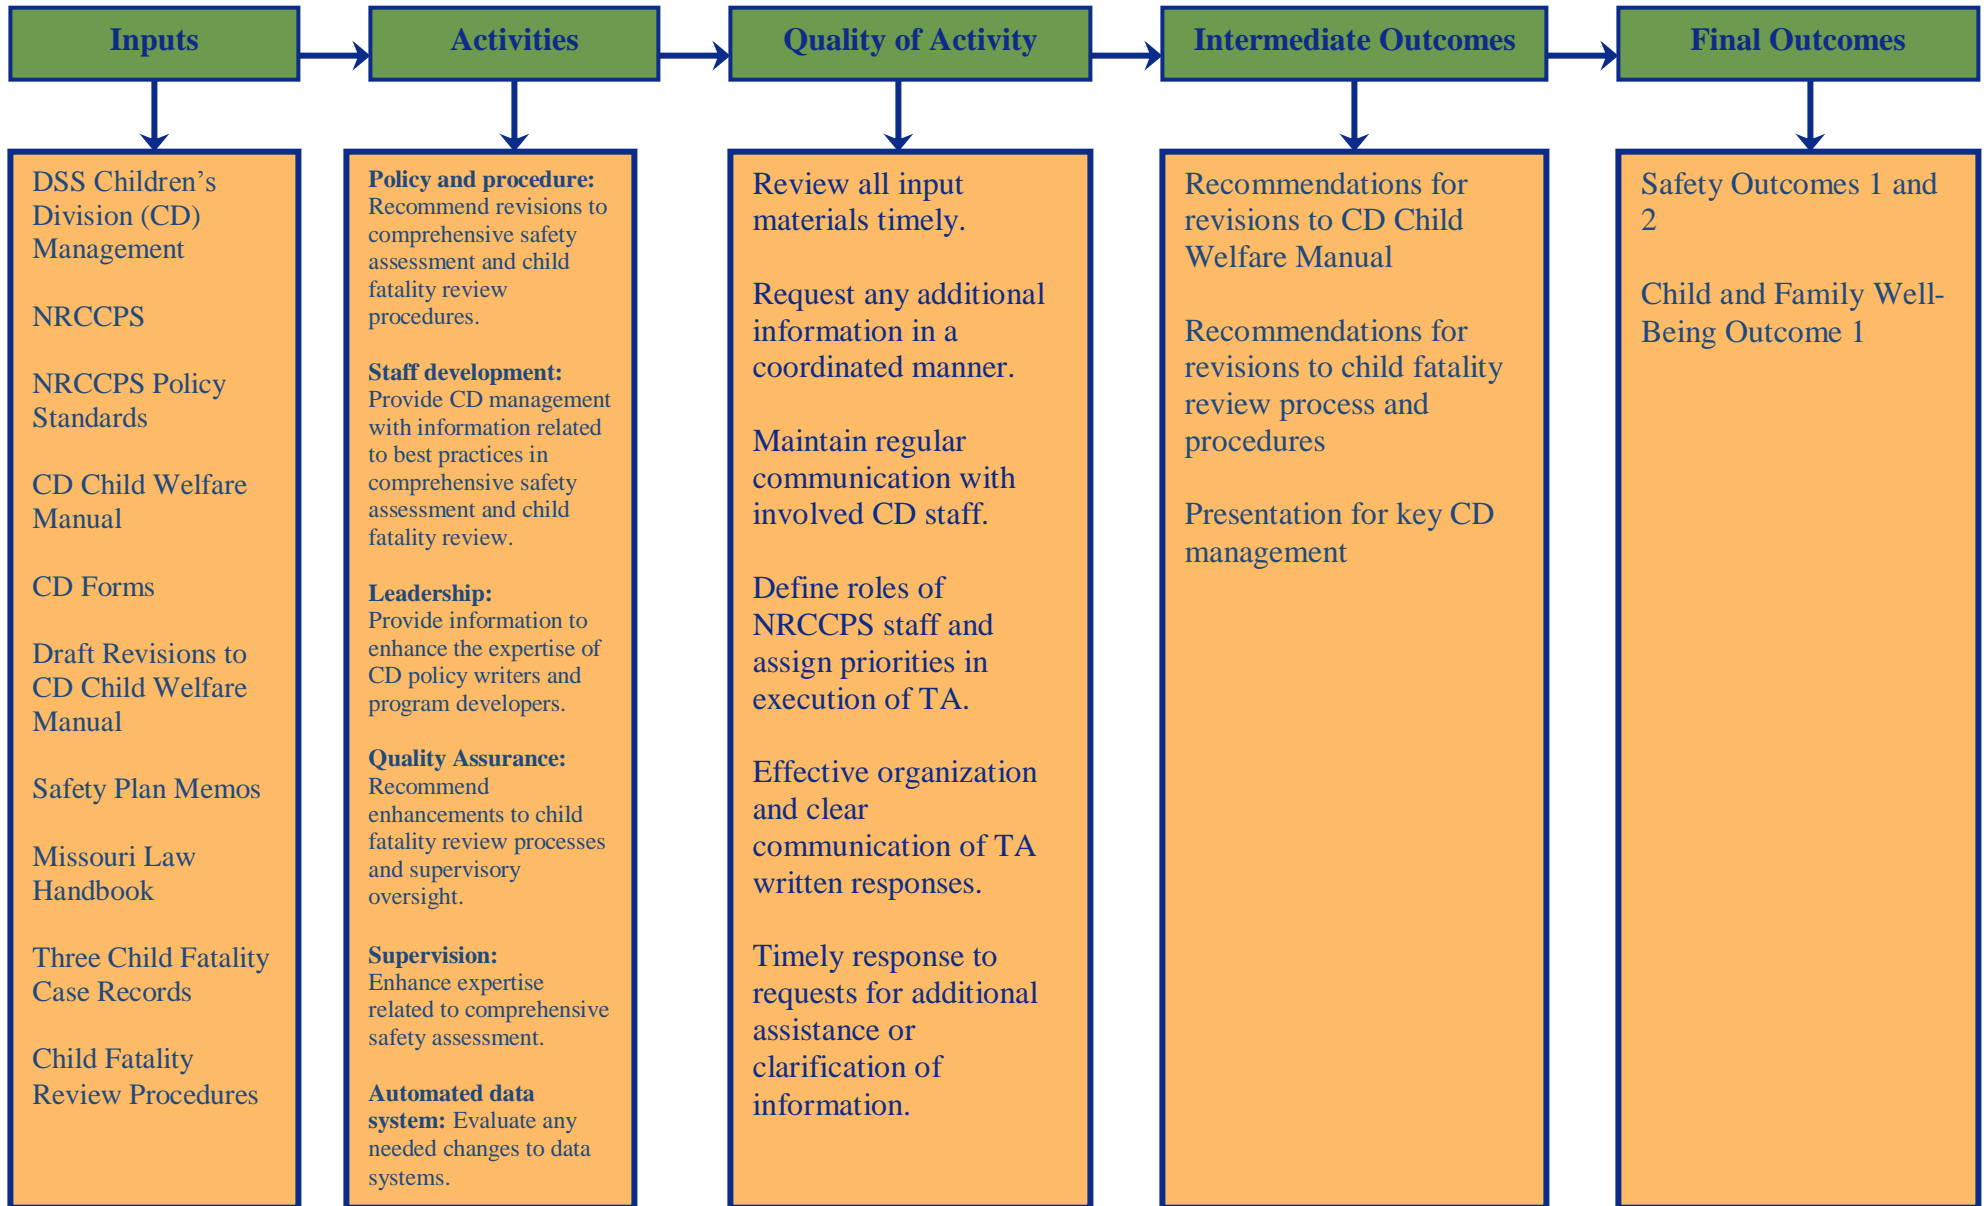 Inputs
Activities
Quality of Activity
Intermediate Outcomes
Final Outcomes
DSS Children’s
Division (CD)
Management
NRCCPS
NRCCPS Policy
Standards
CD Child Welfare
Manual
CD Forms
Draft Revisions to
CD Child Welfare
Manual
Safety Plan Memos
Missouri Law
Handbook
Three Child Fatality
Case Records
Child Fatality
Review Procedures
Policy and procedure:
Recommend revisions to
comprehensive safety
assessment and child
fatality review
procedures.
Staff development:
Provide CD management
with information related
to best practices in
comprehensive safety
assessment and child
fatality review.
Leadership:
Provide information to
enhance the expertise of
CD policy writers and
program developers.
Quality Assurance:
Recommend
enhancements to child
fatality review processes
and supervisory
oversight.
Supervision:
Enhance expertise
related to comprehensive
safety assessment.
Automated data
system: Evaluate any
needed changes to data
systems.
Review all input
materials timely.
Request any additional
information in a
coordinated manner.
Maintain regular
communication with
involved CD staff.
Define roles of
NRCCPS staff and
assign priorities in
execution of TA.
Effective organization
and clear
communication of TA
written responses.
Timely response to
requests for additional
assistance or
clarification of
information.
Recommendations for
revisions to CD Child
Welfare Manual
Recommendations for
revisions to child fatality
review process and
procedures
Presentation for key CD
management
Safety Outcomes 1 and
2
Child and Family Well-
Being Outcome 1